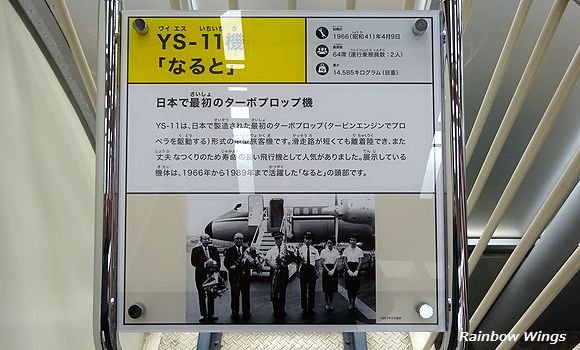 YS-11機
「なると」
1966(昭和41)年4月9日
64席(運行乗務員数：2人)
14,585キログラム(自重)
日本で最初のターボプロップ機
YS-11は、日本で製造された最初のターボプロップ(タービンエンジンでプロ
ペラを駆動する)形式の旅客機です。滑走路が短くても離着陸でき、また
丈夫なつくりのため寿命の長い飛行機として人気がありました。展示している
機体は、1966年から1989年まで活躍した「なると」の頭部です。
Rainbow Wings